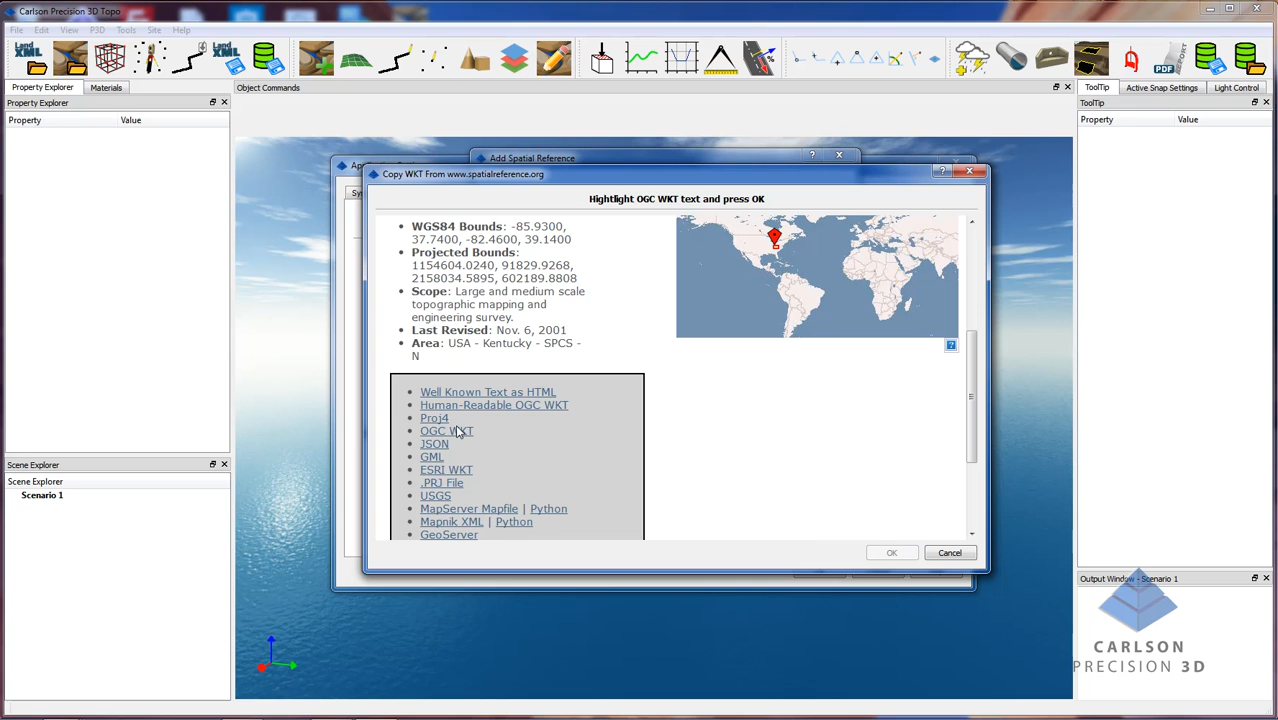 Carlson Precision 3D Topo
File Edit View P3D Tools Site Help
Property Explorer Materials
Property Explorer
Property Value
Object Commands
ToolTip Active Snap Settings Light Control
ToolTip
Property Value
LAND XML
LAND XML
PDF REPORT
Add Spatial Reference
Copy WKT From www.spatialreference.org
Hightlight OGC WKT text and press OK
• WGS84 Bounds: -85.9300,
37.7400, -82.4600, 39.1400
• Projected Bounds:
1154604.0240, 91829.9268,
2158034.5895, 602189.8808
• Scope: Large and medium scale
topographic mapping and
engineering survey.
• Last Revised: Nov. 6, 2001
• Area: USA - Kentucky - SPCS -
N
• Well Known Text as HTML
• Human-Readable OGC WKT
• Proj4
• OGC WKT
• JSON
• GML
• ESRI WKT
• .PRJ File
• USGS
• MapServer Mapfile | Python
• Mapnik XML | Python
• GeoServer
OK Cancel
Scene Explorer
Scenario 1
Output Window - Scenario 1
CARLSON
PRECISION 3D